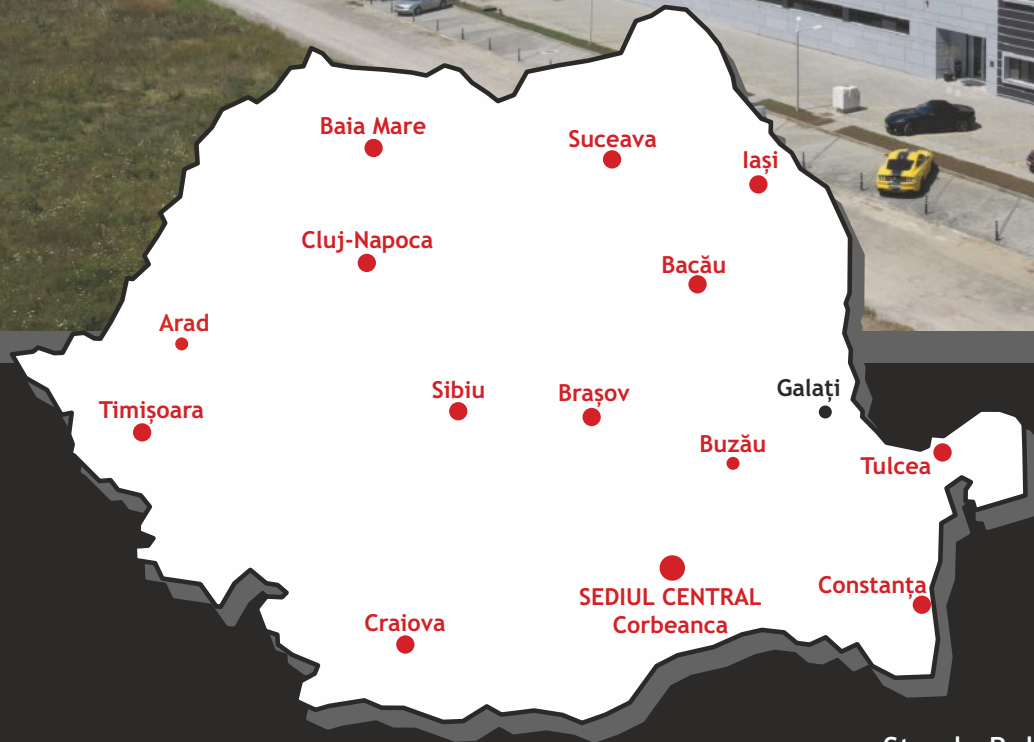 Baia Mare
Suceava
Iași
Cluj-Napoca
Bacău
Arad
Timișoara
Sibiu
Brașov
Galați
Buzău
Tulcea
SEDIUL CENTRAL
Corbeanca
Constanța
Craiova